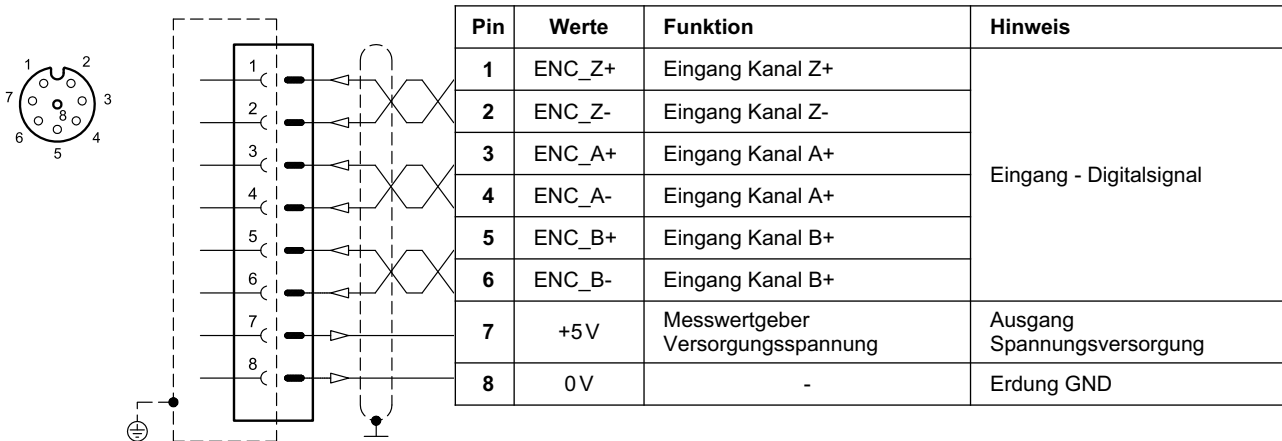 1
2
7
8
3
6
4
5
1
2
3
4
5
6
7
8
Pin Werte Funktion Hinweis
1 ENC_Z+ Eingang Kanal Z+
2 ENC_Z- Eingang Kanal Z-
3 ENC_A+ Eingang Kanal A+
4 ENC_A- Eingang Kanal A+
5 ENC_B+ Eingang Kanal B+
6 ENC_B- Eingang Kanal B+
Eingang - Digitalsignal
7 +5 V Messwertgeber
Versorgungsspannung
Ausgang
Spannungsversorgung
8 0 V - Erdung GND